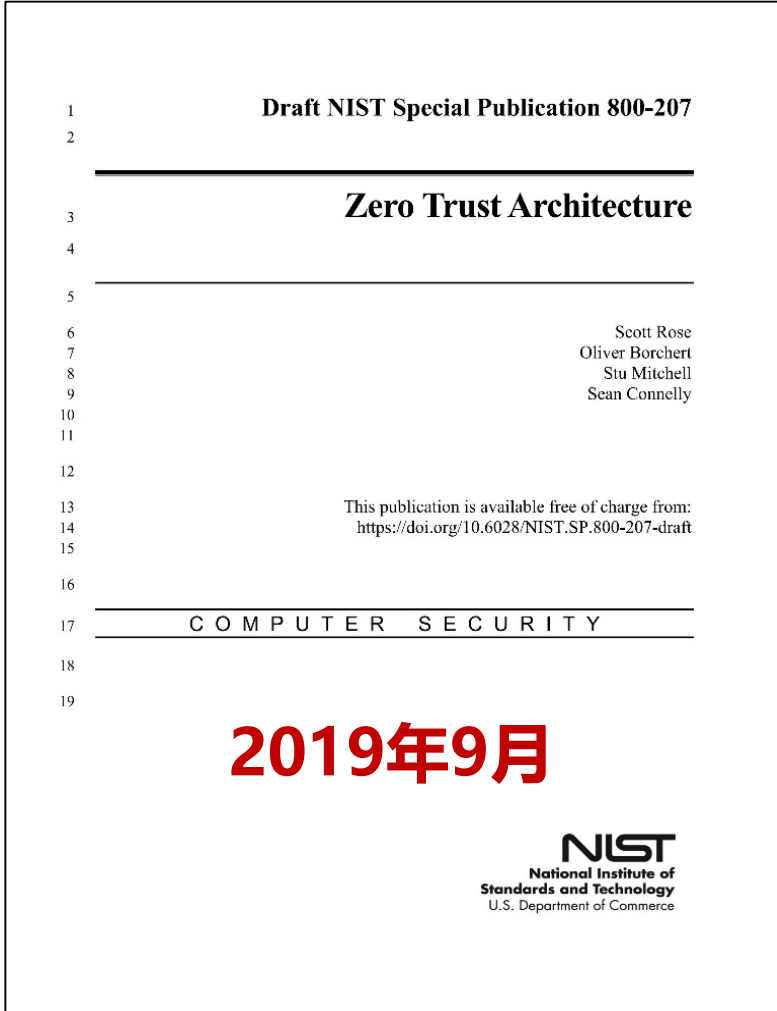 1 Draft NIST Special Publication 800-207
2
3 Zero Trust Architecture
4
5
6 Scott Rose
7 Oliver Borchert
8 Stu Mitchell
9 Sean Connelly
10
11
12
13 This publication is available free of charge from:
14 https://doi.org/10.6028/NIST.SP.800-207-draft
15
16
17 COMPUTER SECURITY
18
19
2019年9月
NIST
National Institute of
Standards and Technology
U.S. Department of Commerce